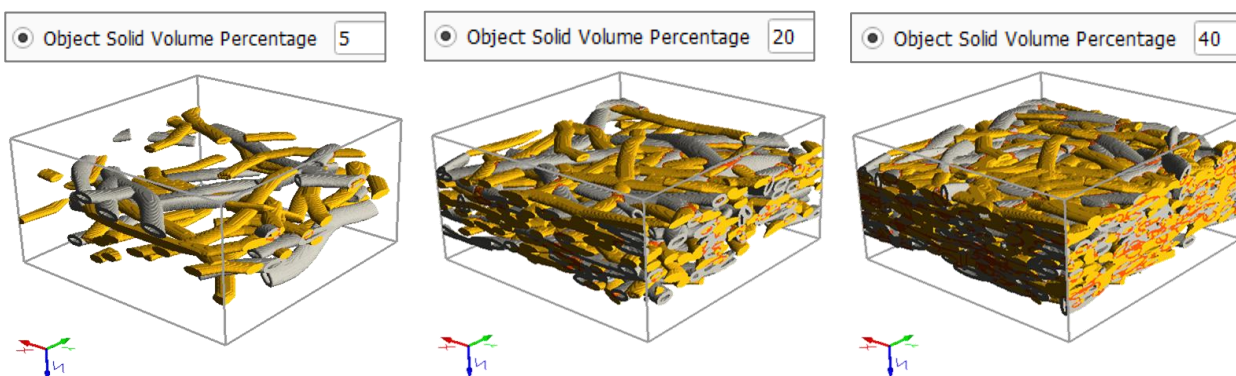 Object Solid Volume Percentage 5
Object Solid Volume Percentage 20
Object Solid Volume Percentage 40
X Y
Z
X Y
Z
X Y
Z